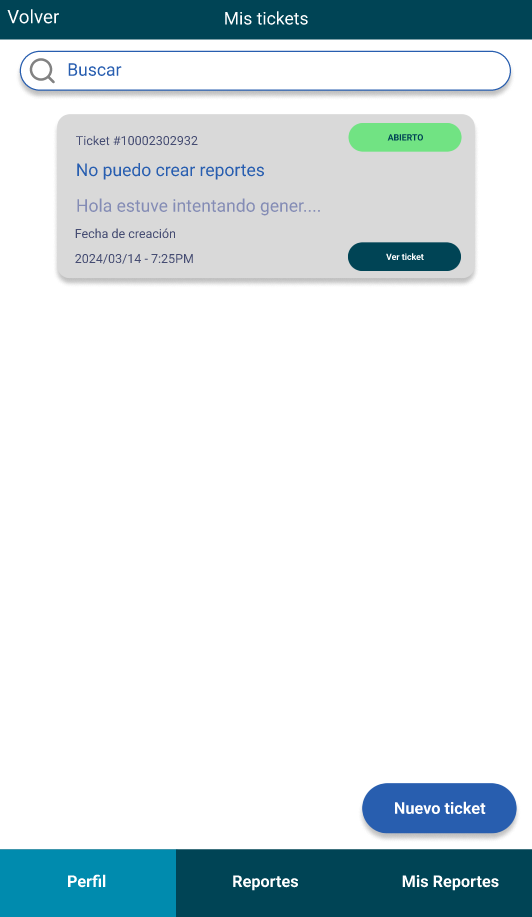 Volver
Mis tickets
Buscar
Ticket #10002302932
ABIERTO
No puedo crear reportes
Hola estuve intentando gener....
Fecha de creación
2024/03/14 - 7:25PM
Ver ticket
Nuevo ticket
Perfil
Reportes
Mis Reportes